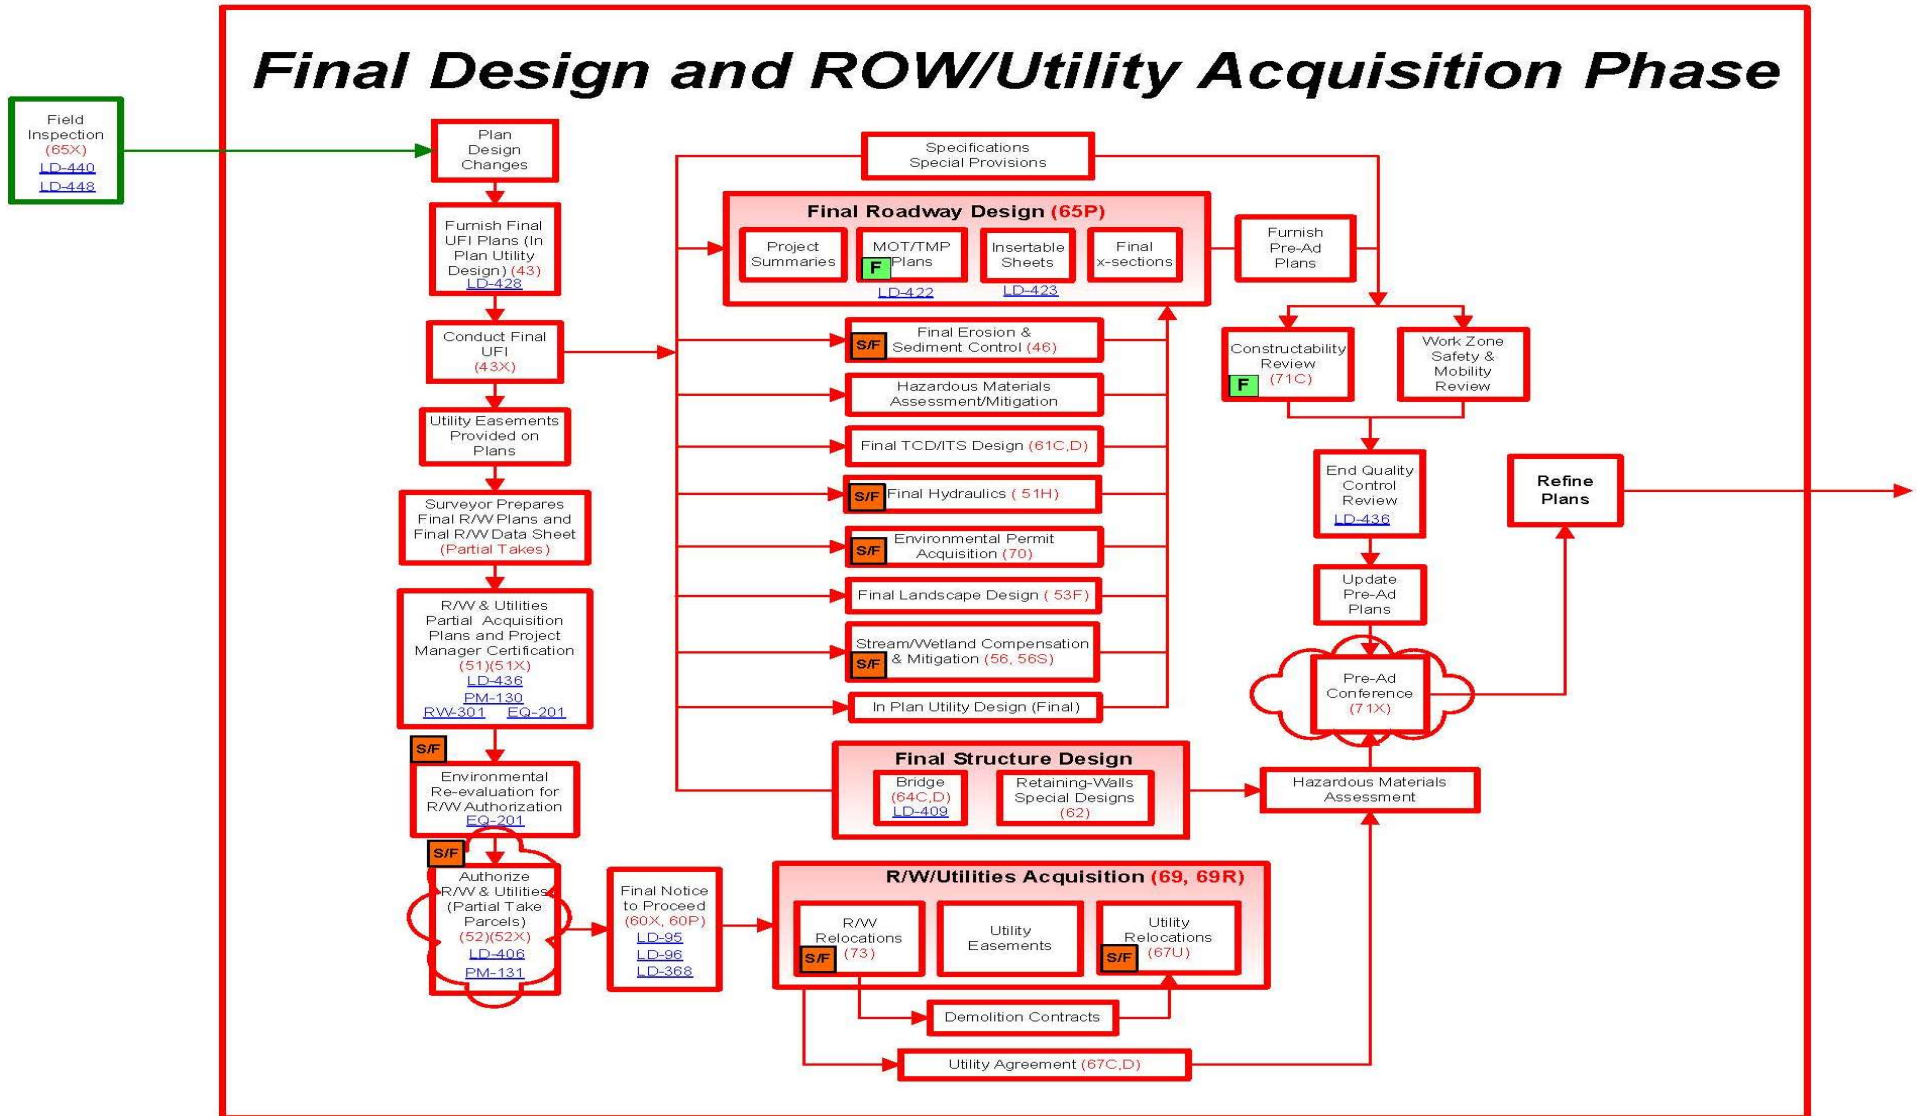 Final Design and ROW/Utility Acquisition Phase
Field
Inspection
(65X)
LD-440
LD-448
Plan
Design
Changes
Furnish Final
UFI Plans (In
Plan Utility
Design) (43)
LD-428
Conduct Final
UFI
(43X)
Utility Easements
Provided on
Plans
Surveyor Prepares
Final R/W Plans and
Final R/W Data Sheet
(Partial Takes)
R/W & Utilities
Partial Acquisition
Plans and Project
Manager Certification
(51)(51X)
LD-436
PM-130
RW-301 EQ-201
S/F
Environmental
Re-evaluation for
R/W Authorization
EQ-201
S/F
Authorize
R/W & Utilities
(Partial Take
Parcels)
(52)(52X)
LD-406
PM-131
Final Notice
to Proceed
(60X, 60P)
LD-95
LD-96
LD-368
Specifications
Special Provisions
Final Roadway Design (65P)
Project
Summaries
MOT/TMP
Plans
F
LD-422
Insertable
Sheets
LD-423
Final
x-sections
Furnish
Pre-Ad
Plans
S/F
Final Erosion &
Sediment Control (46)
Hazardous Materials
Assessment/Mitigation
Final TCD/ITS Design (61C,D)
S/F
Final Hydraulics ( 51H)
S/F
Environmental Permit
Acquisition (70)
Final Landscape Design ( 53F)
Stream/Wetland Compensation
& Mitigation (56, 56S)
S/F
In Plan Utility Design (Final)
Final Structure Design
Bridge
(64C,D)
LD-409
Retaining-Walls
Special Designs
(62)
R/W/Utilities Acquisition (69, 69R)
R/W
Relocations
(73)
S/F
Utility
Easements
Utility
Relocations
(67U)
S/F
Demolition Contracts
Utility Agreement (67C,D)
Constructability
Review
(71C)
F
Work Zone
Safety &
Mobility
Review
End Quality
Control
Review
LD-436
Update
Pre-Ad
Plans
Pre-Ad
Conference
(71X)
Hazardous Materials
Assessment
Refine
Plans